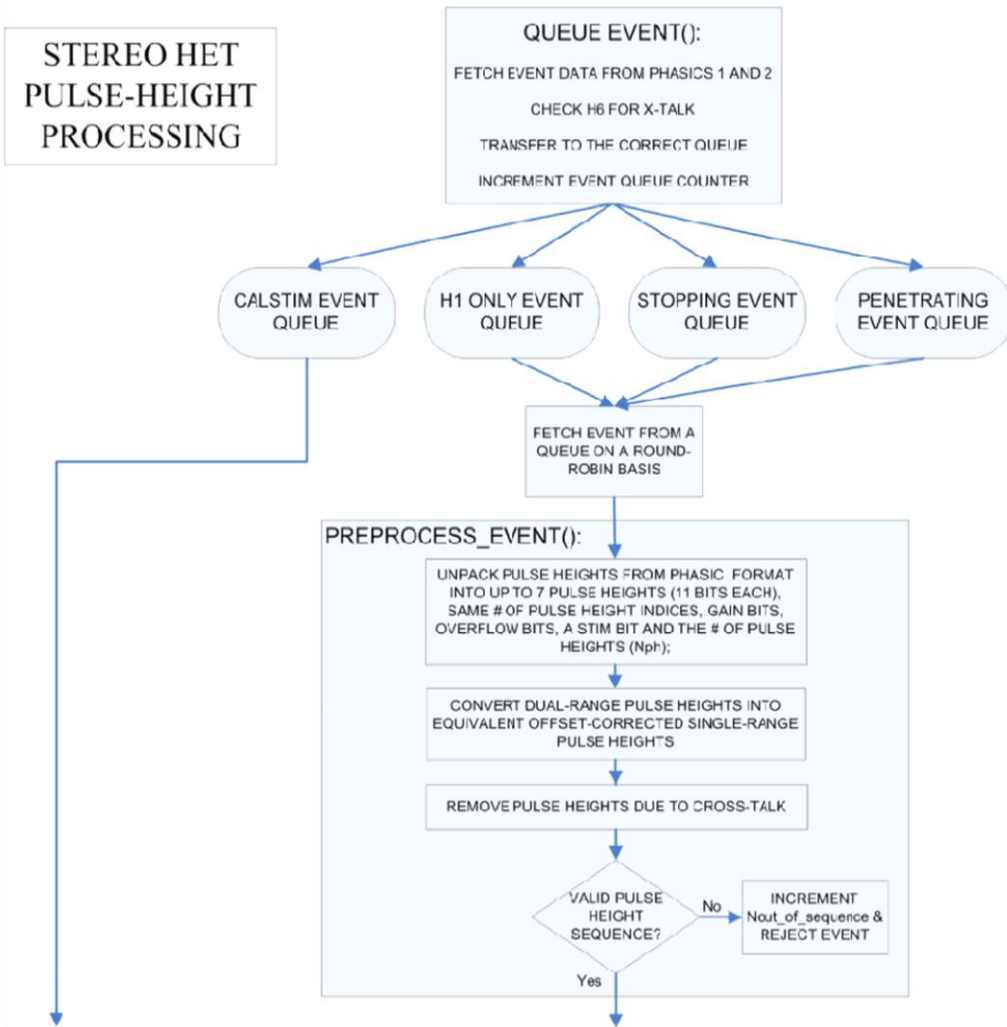 STEREO HET
PULSE-HEIGHT
PROCESSING
QUEUE EVENT():
FETCH EVENT DATA FROM PHASICS 1 AND 2
CHECK H6 FOR X-TALK
TRANSFER TO THE CORRECT QUEUE
INCREMENT EVENT QUEUE COUNTER
CALSTIM EVENT
QUEUE
H1 ONLY EVENT
QUEUE
STOPPING EVENT
QUEUE
PENETRATING
EVENT QUEUE
FETCH EVENT FROM A
QUEUE ON A ROUND-
ROBIN BASIS
PREPROCESS_EVENT():
UNPACK PULSE HEIGHTS FROM PHASIC FORMAT
INTO UP TO 7 PULSE HEIGHTS (11 BITS EACH),
SAME # OF PULSE HEIGHT INDICES, GAIN BITS,
OVERFLOW BITS, A STIM BIT AND THE # OF PULSE
HEIGHTS (Nph);
CONVERT DUAL-RANGE PULSE HEIGHTS INTO
EQUIVALENT OFFSET-CORRECTED SINGLE-RANGE
PULSE HEIGHTS
REMOVE PULSE HEIGHTS DUE TO CROSS-TALK
VALID PULSE
HEIGHT
SEQUENCE?
No
INCREMENT
Nout_of_sequence &
REJECT EVENT
Yes